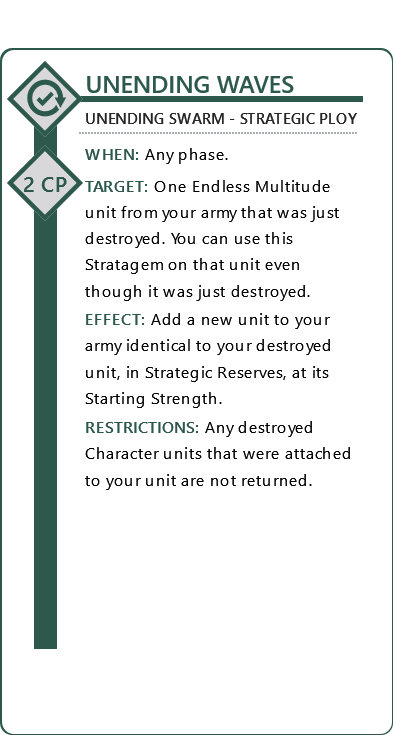 UNENDING WAVES
UNENDING SWARM - STRATEGIC PLOY
WHEN: Any phase.
2 CP
TARGET: One Endless Multitude
unit from your army that was just
destroyed. You can use this
Stratagem on that unit even
though it was just destroyed.
EFFECT: Add a new unit to your
army identical to your destroyed
unit, in Strategic Reserves, at its
Starting Strength.
RESTRICTIONS: Any destroyed
Character units that were attached
to your unit are not returned.